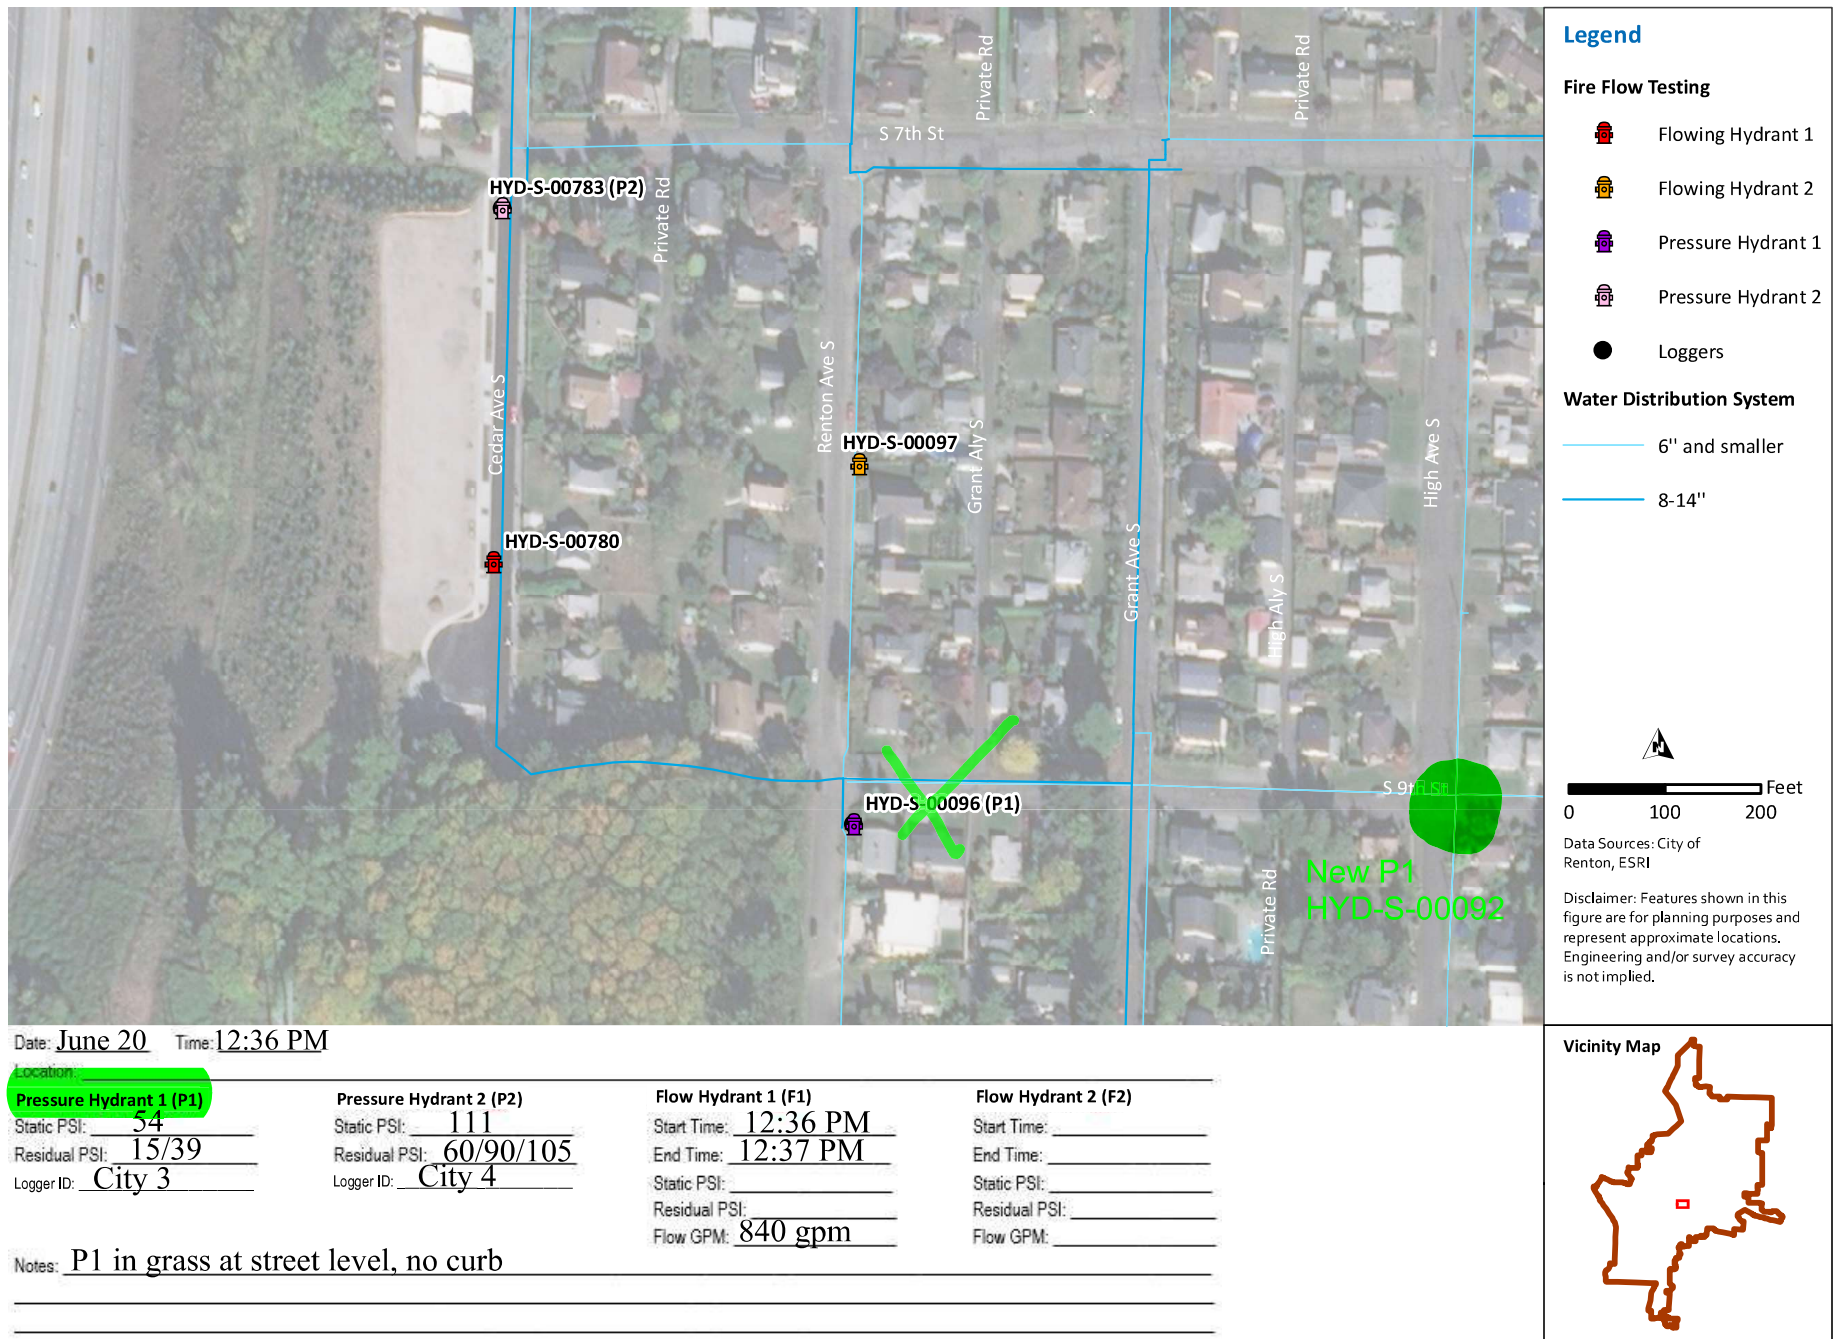 Private Rd
Private Rd
S 7th St
HYD-S-00783 (P2)
Private Rd
Cedar Ave S
Renton Ave S
HYD-S-00097
Grant Aly S
High Ave S
HYD-S-00780
Grant Ave S
High Aly S
S 9th St
HYD-S-00096 (P1)
New P1
HYD-S-00092
Private Rd
Legend
Fire Flow Testing
Flowing Hydrant 1
Flowing Hydrant 2
Pressure Hydrant 1
Pressure Hydrant 2
Loggers
Water Distribution System
6" and smaller
8-14"
N
Feet
0 100 200
Data Sources: City of
Renton, ESRI
Disclaimer: Features shown in this
figure are for planning purposes and
represent approximate locations.
Engineering and/or survey accuracy
is not implied.
Vicinity Map
Date: June 20 Time: 12:36 PM
Location:
Pressure Hydrant 1 (P1)
Static PSI: 54
Residual PSI: 15/39
Logger ID: City 3
Pressure Hydrant 2 (P2)
Static PSI: 111
Residual PSI: 60/90/105
Logger ID: City 4
Flow Hydrant 1 (F1)
Start Time: 12:36 PM
End Time: 12:37 PM
Static PSI:
Residual PSI:
Flow GPM: 840 gpm
Flow Hydrant 2 (F2)
Start Time:
End Time:
Static PSI:
Residual PSI:
Flow GPM:
Notes: P1 in grass at street level, no curb